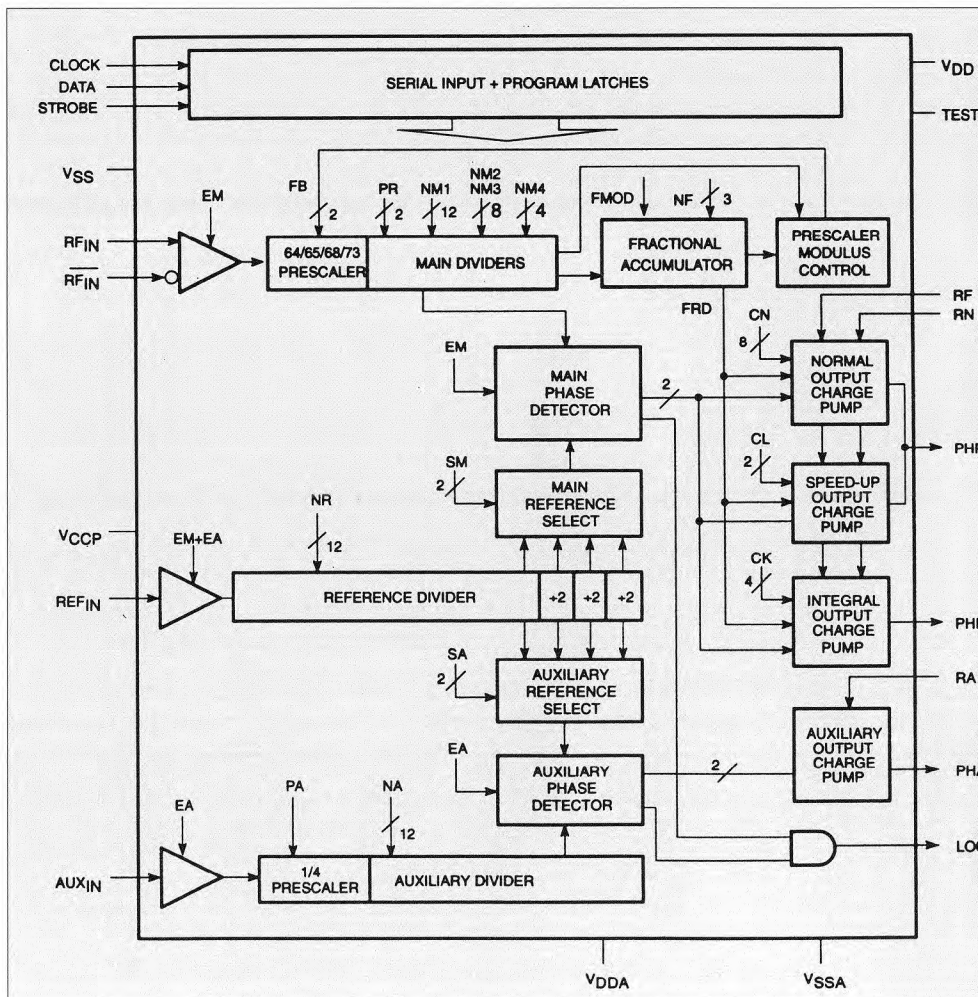 CLOCK
DATA
STROBE
SERIAL INPUT + PROGRAM LATCHES
VDD
TEST
VSS
EM
FB
2
PR
2
NM1
12
NM2
NM3
8
NM4
4
FMOD
NF
3
RFIN
RFIN
64/65/68/73
PRESCALER
MAIN DIVIDERS
FRACTIONAL
ACCUMULATOR
PRESCALER
MODULUS
CONTROL
FRD
RF
RN
CN
8
EM
MAIN
PHASE
DETECTOR
2
NORMAL
OUTPUT
CHARGE
PUMP
SM
2
MAIN
REFERENCE
SELECT
CL
2
SPEED-UP
OUTPUT
CHARGE
PUMP
VCCP
EM+EA
NR
12
REFIN
REFERENCE DIVIDER
÷2
÷2
÷2
CK
4
INTEGRAL
OUTPUT
CHARGE
PUMP
SA
2
AUXILIARY
REFERENCE
SELECT
RA
EA
AUXILIARY
PHASE
DETECTOR
2
AUXILIARY
OUTPUT
CHARGE
PUMP
EA
PA
NA
12
AUXIN
1/4
PRESCALER
AUXILIARY DIVIDER
VDDA
VSSA